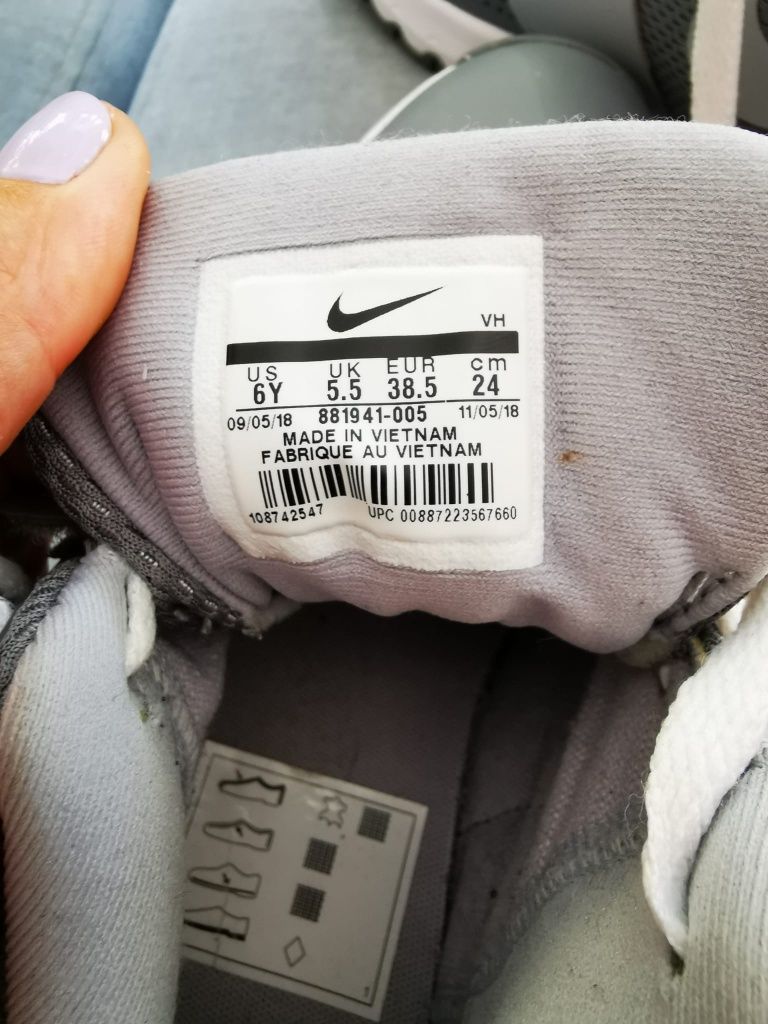 VH
US UK EUR cm
6Y 5.5 38.5 24
09/05/18 881941-005 11/05/18
MADE IN VIETNAM
FABRIQUE AU VIETNAM
108742547 UPC 00887223567660